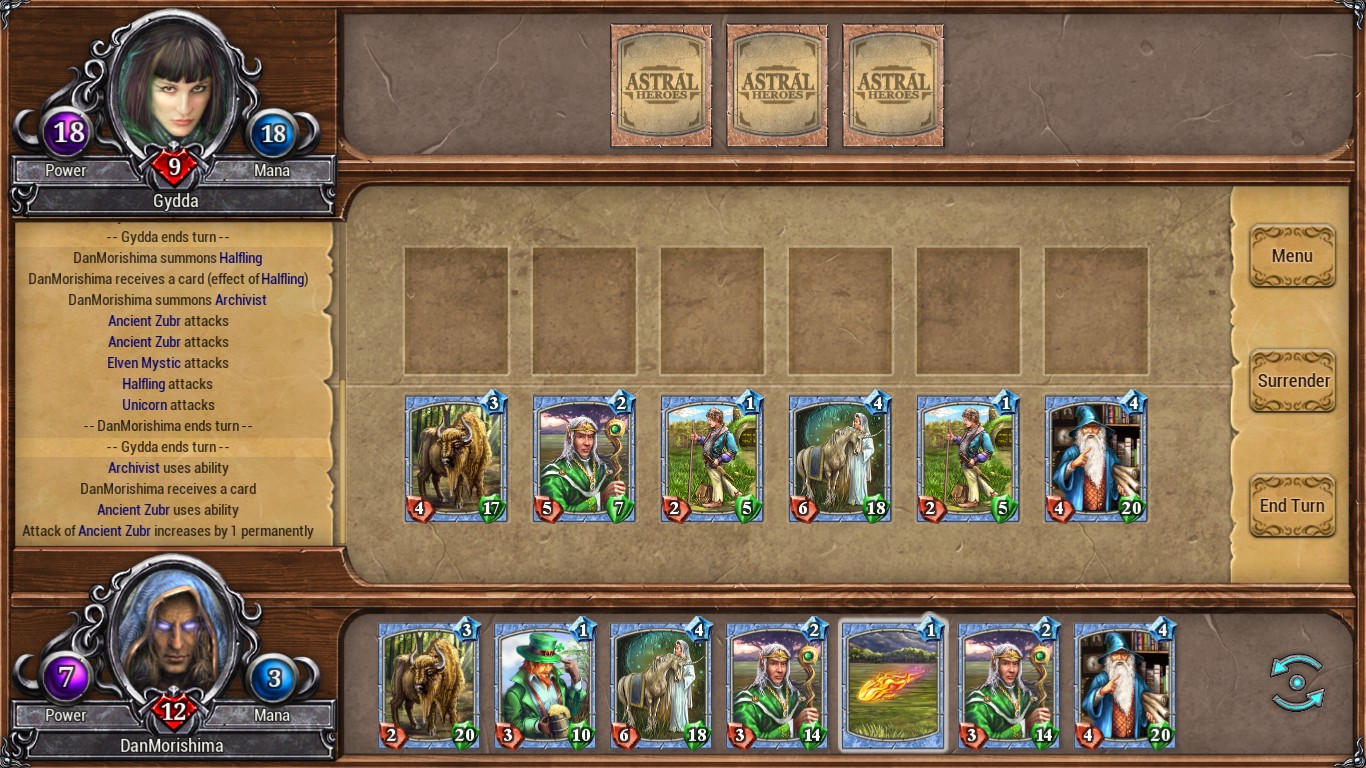 18
18
Power
9
Mana
Gydda
ASTRAL
HEROES
ASTRAL
HEROES
ASTRAL
HEROES
-- Gydda ends turn --
DanMorishima summons Halfling
DanMorishima receives a card (effect of Halfling)
DanMorishima summons Archivist
Ancient Zubr attacks
Ancient Zubr attacks
Elven Mystic attacks
Halfling attacks
Unicorn attacks
-- DanMorishima ends turn --
-- Gydda ends turn --
Archivist uses ability
DanMorishima receives a card
Ancient Zubr uses ability
Attack of Ancient Zubr increases by 1 permanently
Menu
Surrender
End Turn
3
4
17
2
5
7
1
2
5
4
6
18
1
2
5
4
4
20
7
3
Power
12
Mana
DanMorishima
3
2
20
1
3
10
4
6
18
2
3
14
1
2
3
14
4
4
20